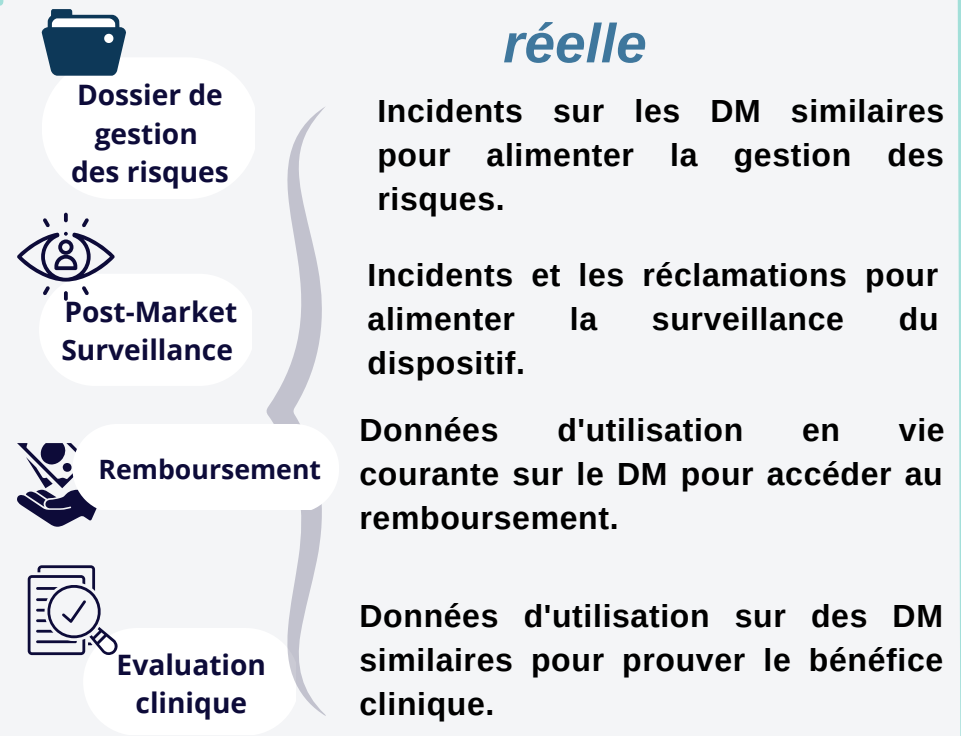 réelle
Dossier de
gestion
des risques
Incidents sur les DM similaires
pour alimenter la gestion des
risques.
Post-Market
Surveillance
Incidents et les réclamations pour
alimenter la surveillance du
dispositif.
Remboursement
Données d'utilisation en vie
courante sur le DM pour accéder au
remboursement.
Evaluation
clinique
Données d'utilisation sur des DM
similaires pour prouver le bénéfice
clinique.